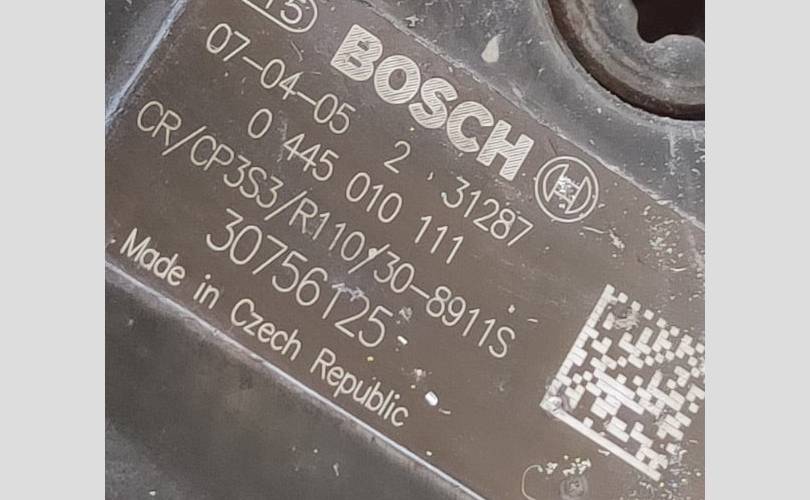 15
BOSCH
07-04-05 2 31287
0 445 010 111
CR/CP3S3/R110/30-8911S
30756125
Made in Czech Republic